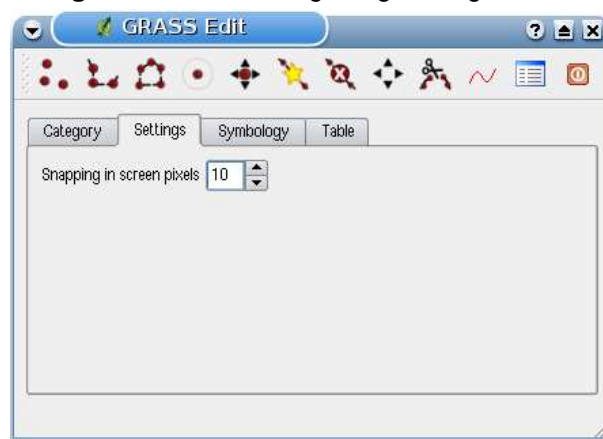 GRASS Edit
Category Settings Symbology Table
Snapping in screen pixels 10